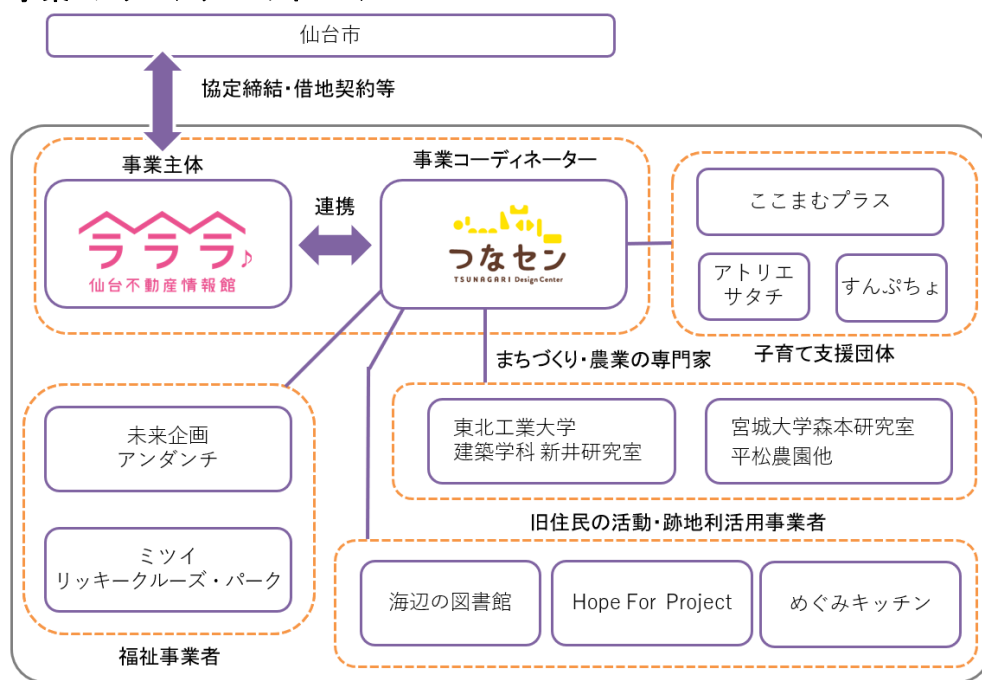 仙台市
協定締結・借地契約等
事業主体
事業コーディネーター
ラララ♪
仙台不動産情報館
連携
つなセン
TSUNAGARI Design Center
ここまむプラス
アトリエ
サタチ
すんぷちょ
子育て支援団体
まちづくり・農業の専門家
東北工業大学
建築学科 新井研究室
宮城大学森本研究室
平松農園他
未来企画
アンダンチ
ミツイ
リッキークルーズ・パーク
福祉事業者
旧住民の活動・跡地利活用事業者
海辺の図書館
Hope For Project
めぐみキッチン